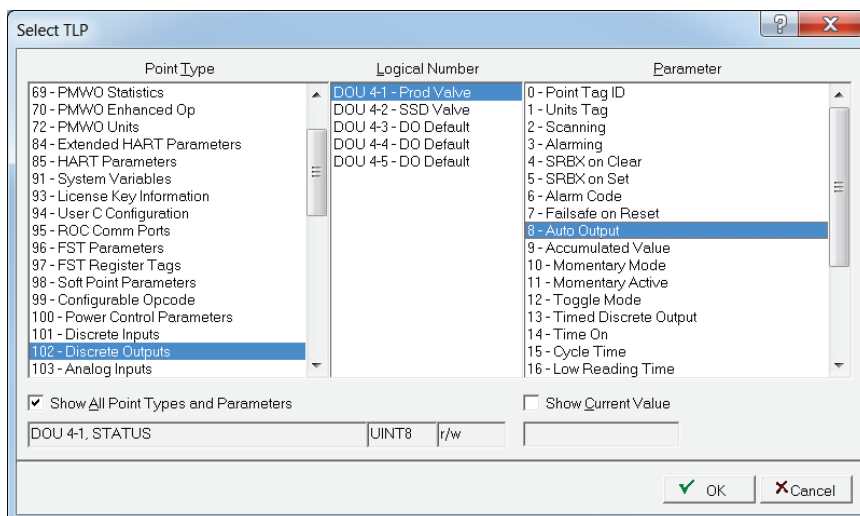 Select TLP
Point Type
69 - PMWO Statistics
70 - PMWO Enhanced Op
72 - PMWO Units
84 - Extended HART Parameters
85 - HART Parameters
91 - System Variables
93 - License Key Information
94 - User C Configuration
95 - ROC Comm Ports
96 - FST Parameters
97 - FST Register Tags
98 - Soft Point Parameters
99 - Configurable Opcode
100 - Power Control Parameters
101 - Discrete Inputs
102 - Discrete Outputs
103 - Analog Inputs
Logical Number
DOU 4-1 - Prod Valve
DOU 4-2 - SSD Valve
DOU 4-3 - DO Default
DOU 4-4 - DO Default
DOU 4-5 - DO Default
Parameter
0 - Point Tag ID
1 - Units Tag
2 - Scanning
3 - Alarming
4 - SRBX on Clear
5 - SRBX on Set
6 - Alarm Code
7 - Failsafe on Reset
8 - Auto Output
9 - Accumulated Value
10 - Momentary Mode
11 - Momentary Active
12 - Toggle Mode
13 - Timed Discrete Output
14 - Time On
15 - Cycle Time
16 - Low Reading Time
Show All Point Types and Parameters
Show Current Value
DOU 4-1, STATUS
UINT8
r/w
OK
Cancel